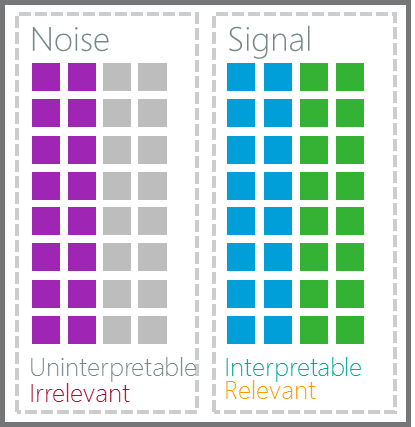 Noise
Uninterpretable
Irrelevant
Signal
Interpretable
Relevant